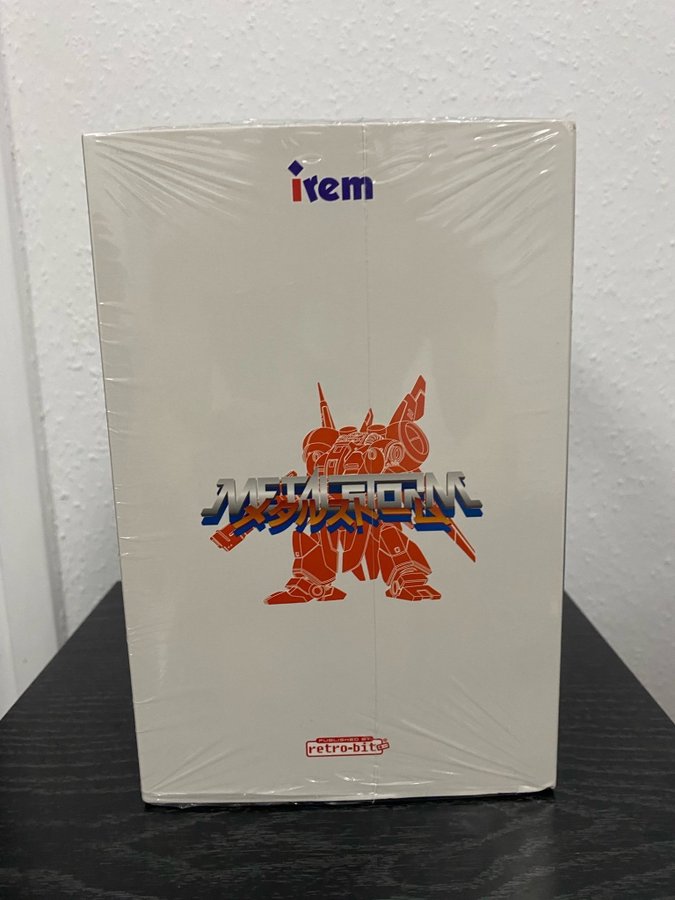 irem
METAL STORM
メタルストーム
PUBLISHED BY
retro-bit